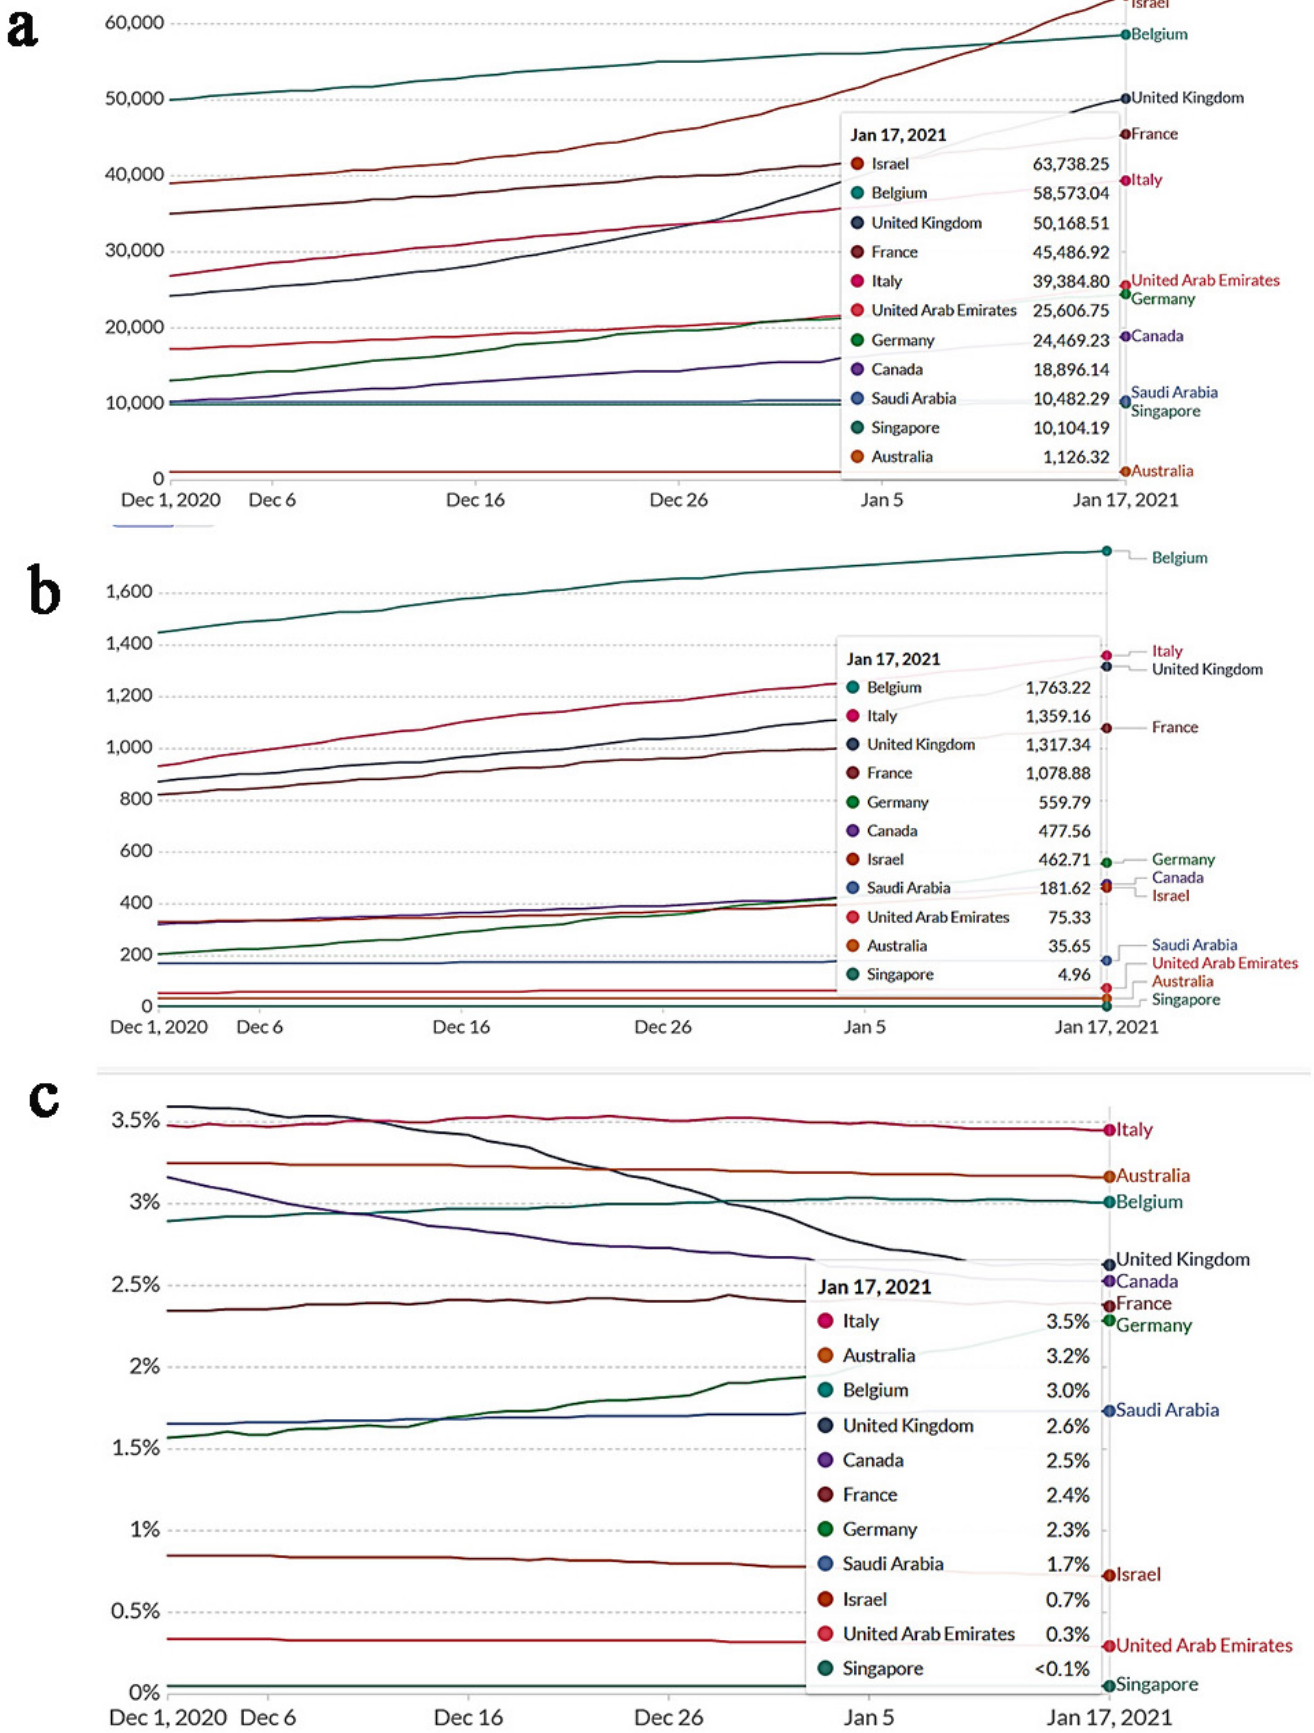 a
60,000
50,000
40,000
30,000
20,000
10,000
0
Israel
Belgium
United Kingdom
France
Italy
United Arab Emirates
Germany
Canada
Saudi Arabia
Singapore
Australia
Jan 17, 2021
Israel 63,738.25
Belgium 58,573.04
United Kingdom 50,168.51
France 45,486.92
Italy 39,384.80
United Arab Emirates 25,606.75
Germany 24,469.23
Canada 18,896.14
Saudi Arabia 10,482.29
Singapore 10,104.19
Australia 1,126.32
Dec 1, 2020 Dec 6 Dec 16 Dec 26 Jan 5 Jan 17, 2021
b
1,600
1,400
1,200
1,000
800
600
400
200
0
Belgium
Italy
United Kingdom
France
Germany
Canada
Israel
Saudi Arabia
United Arab Emirates
Australia
Singapore
Jan 17, 2021
Belgium 1,763.22
Italy 1,359.16
United Kingdom 1,317.34
France 1,078.88
Germany 559.79
Canada 477.56
Israel 462.71
Saudi Arabia 181.62
United Arab Emirates 75.33
Australia 35.65
Singapore 4.96
Dec 1, 2020 Dec 6 Dec 16 Dec 26 Jan 5 Jan 17, 2021
c
3.5%
3%
2.5%
2%
1.5%
1%
0.5%
0%
Italy
Australia
Belgium
United Kingdom
Canada
France
Germany
Saudi Arabia
Israel
United Arab Emirates
Singapore
Jan 17, 2021
Italy 3.5%
Australia 3.2%
Belgium 3.0%
United Kingdom 2.6%
Canada 2.5%
France 2.4%
Germany 2.3%
Saudi Arabia 1.7%
Israel 0.7%
United Arab Emirates 0.3%
Singapore <0.1%
Dec 1, 2020 Dec 6 Dec 16 Dec 26 Jan 5 Jan 17, 2021